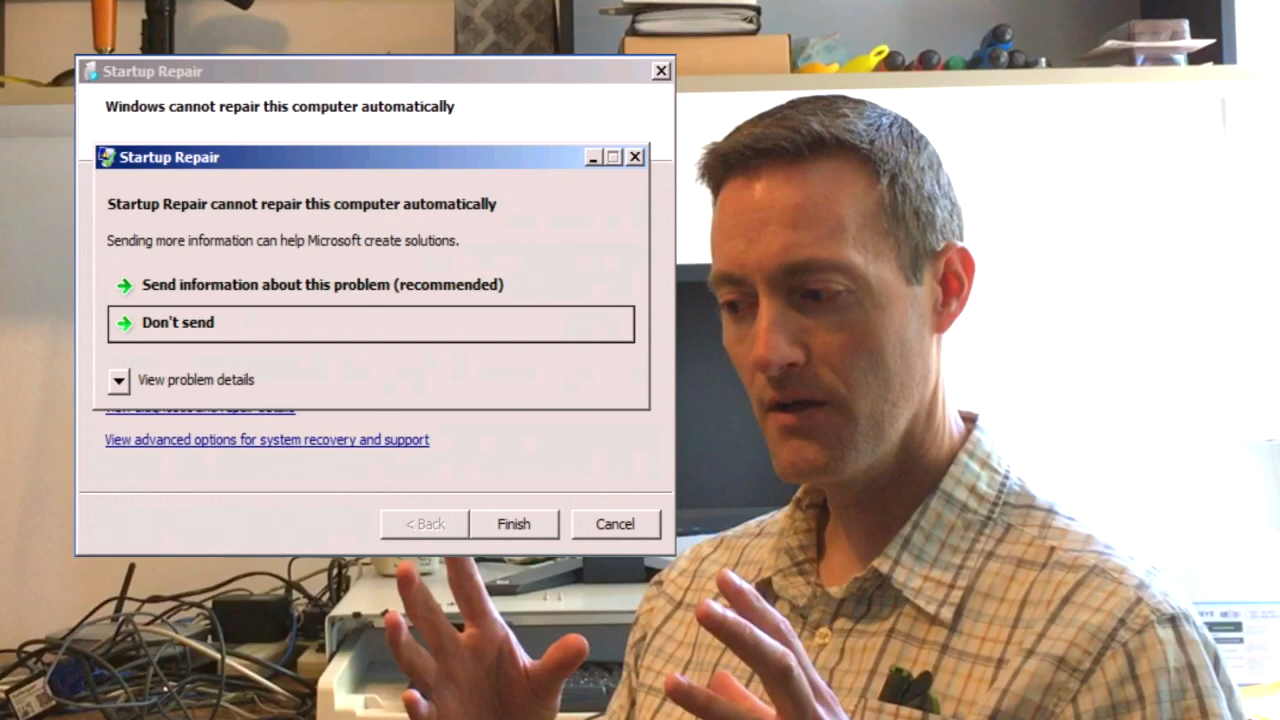 Startup Repair
Windows cannot repair this computer automatically
Startup Repair
Startup Repair cannot repair this computer automatically
Sending more information can help Microsoft create solutions.
Send information about this problem (recommended)
Don't send
View problem details
View advanced options for system recovery and support
< Back Finish Cancel